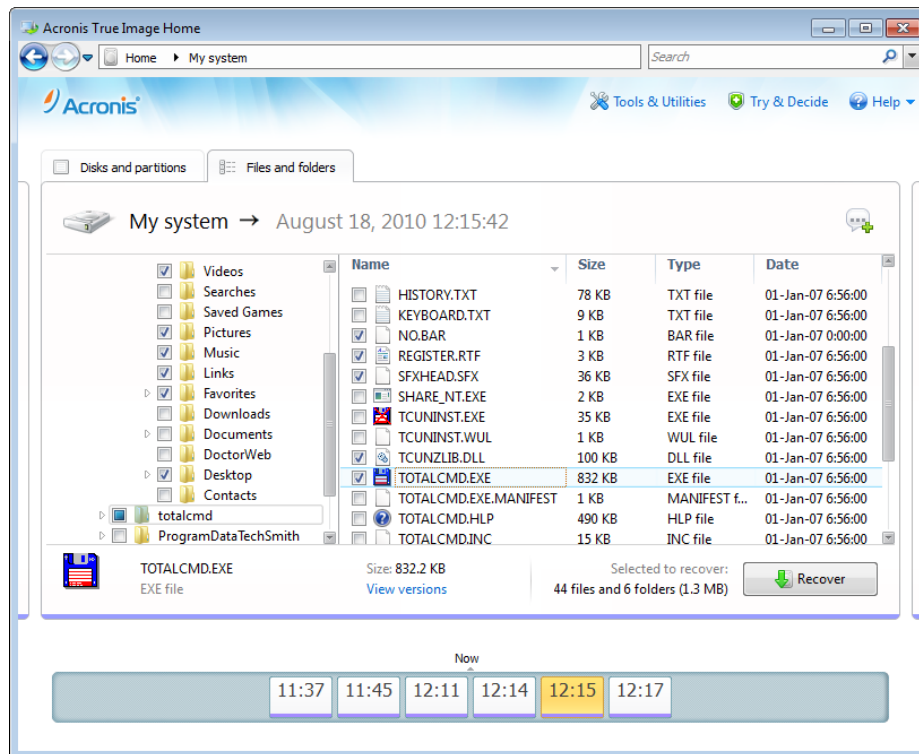 Acronis True Image Home
Home ▸ My system
Search
Acronis
Tools & Utilities
Try & Decide
Help
Disks and partitions
Files and folders
My system → August 18, 2010 12:15:42
Videos
Searches
Saved Games
Pictures
Music
Links
Favorites
Downloads
Documents
DoctorWeb
Desktop
Contacts
totalcmd
ProgramDataTechSmith
Name Size Type Date
HISTORY.TXT 78 KB TXT file 01-Jan-07 6:56:00
KEYBOARD.TXT 9 KB TXT file 01-Jan-07 6:56:00
NO.BAR 1 KB BAR file 01-Jan-07 0:00:00
REGISTER.RTF 3 KB RTF file 01-Jan-07 6:56:00
SFXHEAD.SFX 36 KB SFX file 01-Jan-07 6:56:00
SHARE_NT.EXE 2 KB EXE file 01-Jan-07 6:56:00
TCUNINST.EXE 35 KB EXE file 01-Jan-07 6:56:00
TCUNINST.WUL 1 KB WUL file 01-Jan-07 6:56:00
TCUNZLIB.DLL 100 KB DLL file 01-Jan-07 6:56:00
TOTALCMD.EXE 832 KB EXE file 01-Jan-07 6:56:00
TOTALCMD.EXE.MANIFEST 1 KB MANIFEST f... 01-Jan-07 6:56:00
TOTALCMD.HLP 490 KB HLP file 01-Jan-07 6:56:00
TOTALCMD.INC 15 KB INC file 01-Jan-07 6:56:00
TOTALCMD.EXE
EXE file
Size: 832.2 KB
View versions
Selected to recover:
44 files and 6 folders (1.3 MB)
Recover
Now
11:37 11:45 12:11 12:14 12:15 12:17